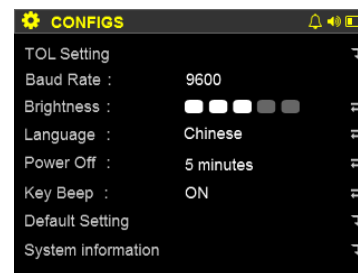 CONFIGS
TOL Setting
Baud Rate : 9600
Brightness :
Language : Chinese
Power Off : 5 minutes
Key Beep : ON
Default Setting
System information